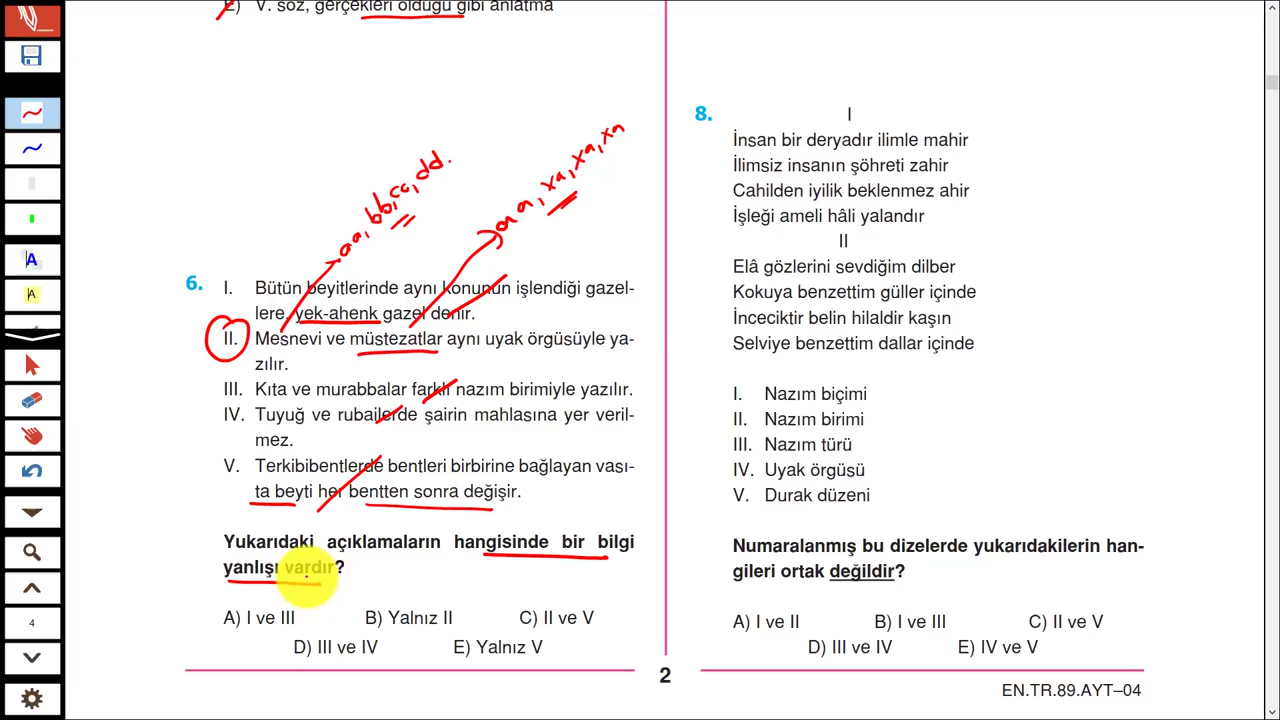 E) V. söz, gerçekleri olduğu gibi anlatma
aa, bb, cc, dd.
aa, xa, xa, xa
6.
I. Bütün beyitlerinde aynı konunun işlendiği gazel-
lere, yek-ahenk gazel denir.
II. Mesnevi ve müstezatlar aynı uyak örgüsüyle ya-
zılır.
III. Kıta ve murabbalar farklı nazım birimiyle yazılır.
IV. Tuyuğ ve rubailerde şairin mahlasına yer veril-
mez.
V. Terkibibentlerde bentleri birbirine bağlayan vası-
ta beyti her bentten sonra değişir.
Yukarıdaki açıklamaların hangisinde bir bilgi
yanlışı vardır?
A) I ve III B) Yalnız II C) II ve V
D) III ve IV E) Yalnız V
8.
I
İnsan bir deryadır ilimle mahir
İlimsiz insanın şöhreti zahir
Cahilden iyilik beklenmez ahir
İşleği ameli hâli yalandır
II
Elâ gözlerini sevdiğim dilber
Kokuya benzettim güller içinde
İnceciktir belin hilaldir kaşın
Selviye benzettim dallar içinde
I. Nazım biçimi
II. Nazım birimi
III. Nazım türü
IV. Uyak örgüsü
V. Durak düzeni
Numaralanmış bu dizelerde yukarıdakilerin han-
gileri ortak değildir?
A) I ve II B) I ve III C) II ve V
D) III ve IV E) IV ve V
2
EN.TR.89.AYT–04
A
A
4